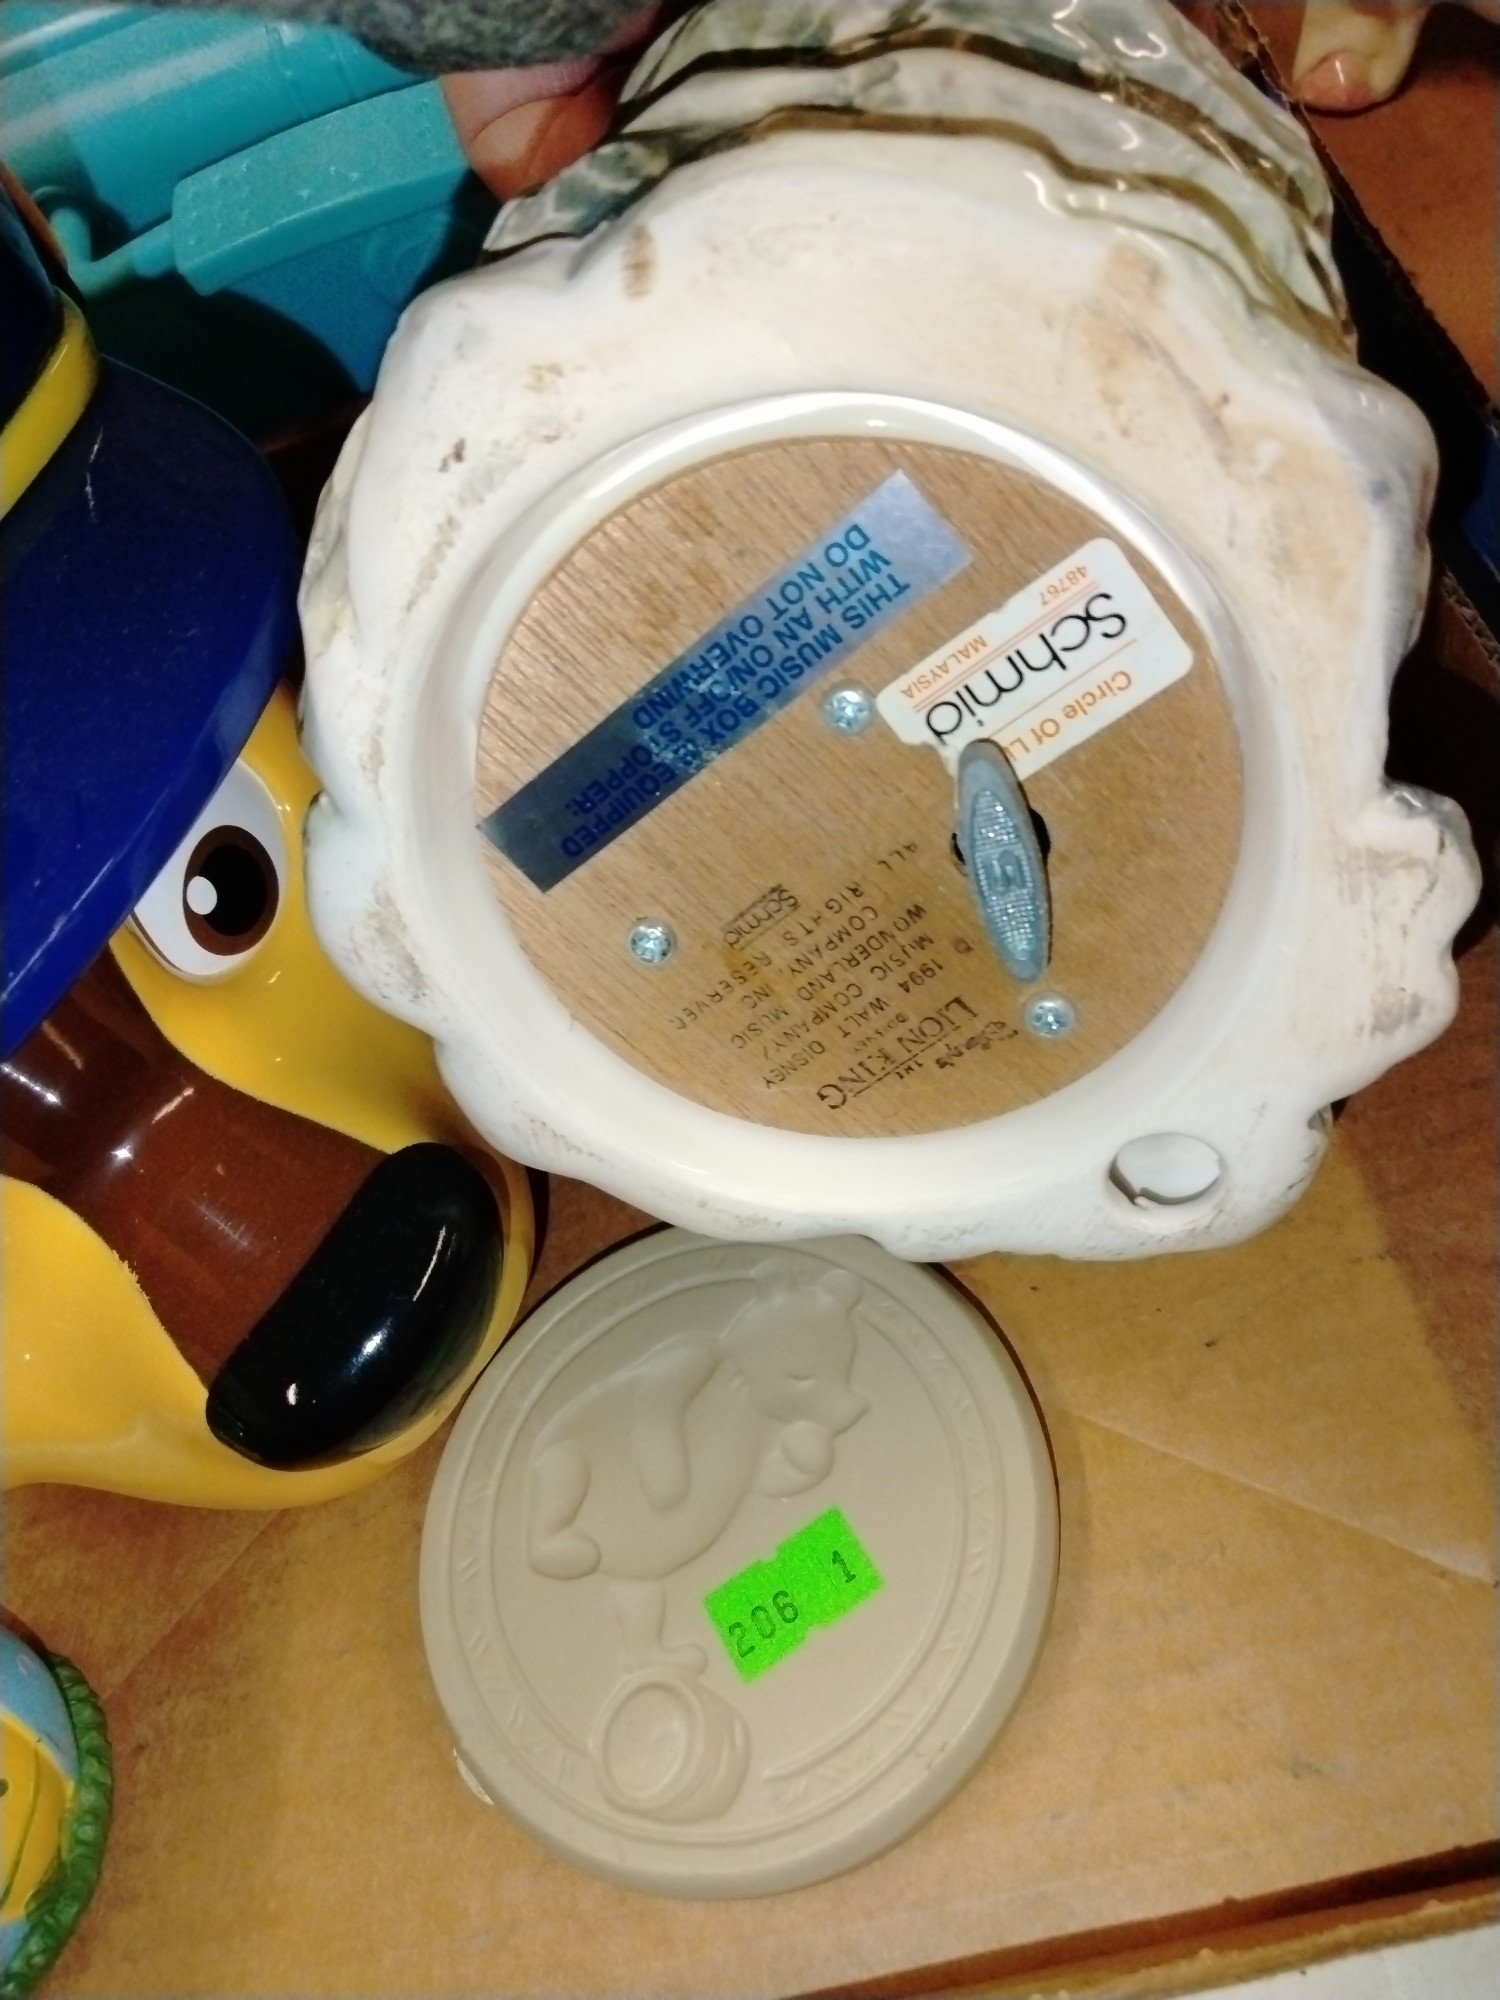 THIS MUSIC BOX IS EQUIPPED
WITH AN ON/OFF STOPPER.
DO NOT OVERWIND
48767
Schmid
MALAYSIA
Circle Of
Disney's
THE
LION KING
© DISNEY
© 1994 WALT DISNEY
MUSIC COMPANY/
WONDERLAND MUSIC
COMPANY, INC
ALL RIGHTS RESERVED
Schmid
S
206 1